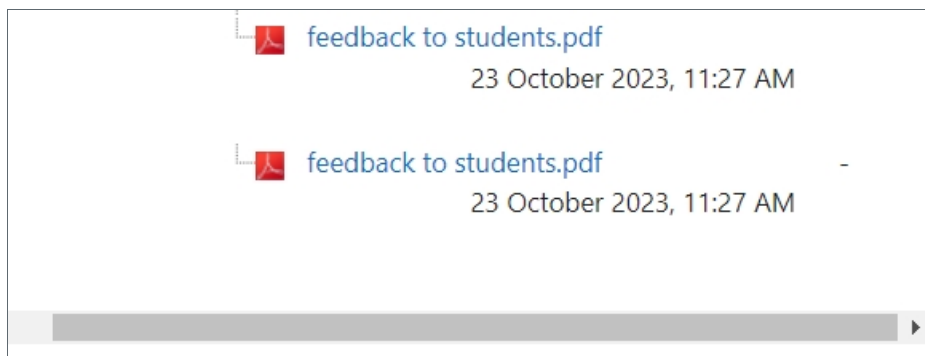 feedback to students.pdf
23 October 2023, 11:27 AM
feedback to students.pdf -
23 October 2023, 11:27 AM